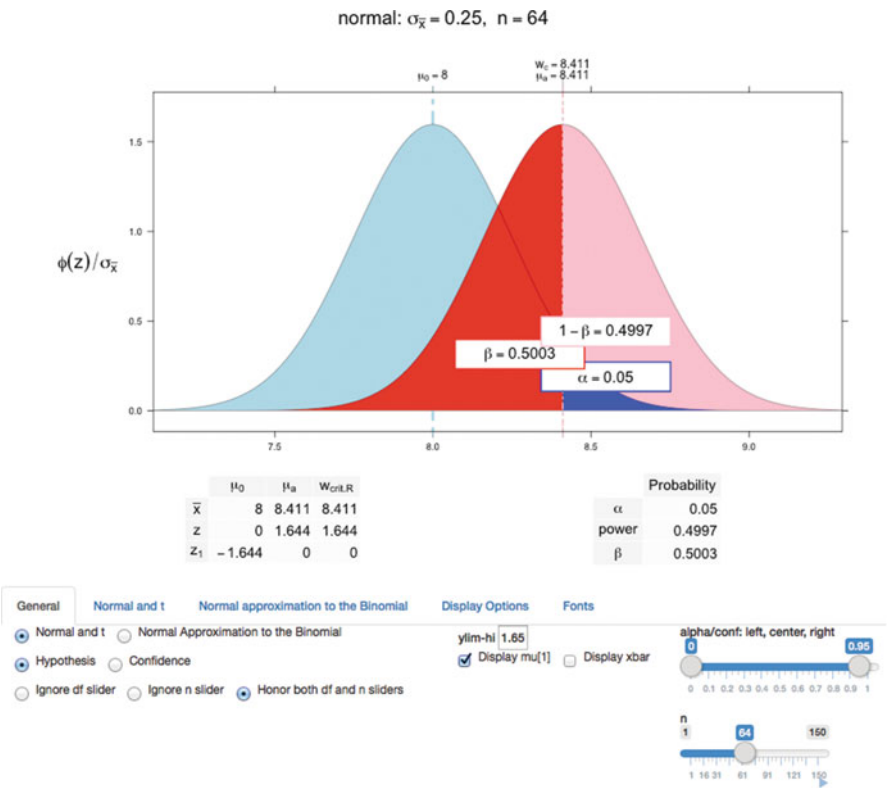 normal: σx̄ = 0.25, n = 64
wc = 8.411
μ0 = 8
μa = 8.411
1.5
1.0
ϕ(z)/σx̄
0.5
0.0
1 − β = 0.4997
β = 0.5003
α = 0.05
7.5 8.0 8.5 9.0
μ0 μa wcrit.R
x̄ 8 8.411 8.411
z 0 1.644 1.644
z1 −1.644 0 0
Probability
α 0.05
power 0.4997
β 0.5003
General Normal and t Normal approximation to the Binomial Display Options Fonts
Normal and t Normal Approximation to the Binomial
Hypothesis Confidence
Ignore df slider Ignore n slider Honor both df and n sliders
ylim-hi 1.65
Display mu[1] Display xbar
alpha/conf: left, center, right
0 0.95
0 0.1 0.2 0.3 0.4 0.5 0.6 0.7 0.8 0.9 1
n
1 64 150
1 16 31 61 91 121 150